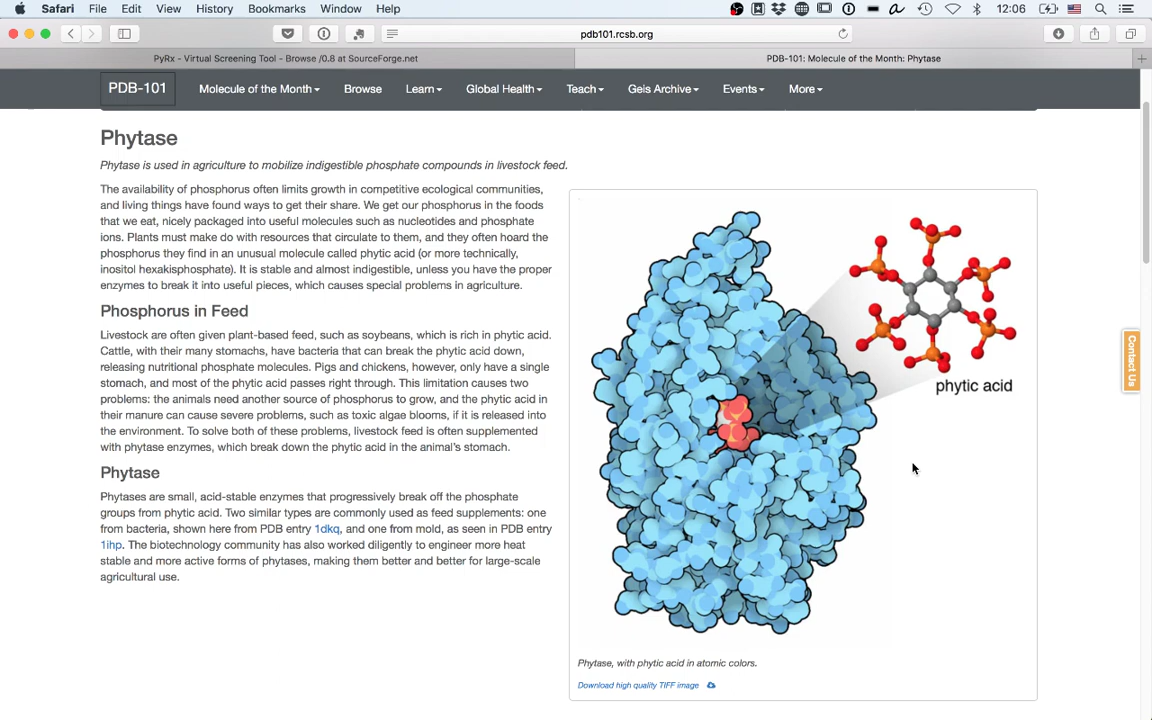 Safari File Edit View History Bookmarks Window Help 12:06
pdb101.rcsb.org
PyRx - Virtual Screening Tool - Browse /0.8 at SourceForge.net PDB-101: Molecule of the Month: Phytase
PDB-101 Molecule of the Month Browse Learn Global Health Teach Geis Archive Events More
Phytase
Phytase is used in agriculture to mobilize indigestible phosphate compounds in livestock feed.
The availability of phosphorus often limits growth in competitive ecological communities,
and living things have found ways to get their share. We get our phosphorus in the foods
that we eat, nicely packaged into useful molecules such as nucleotides and phosphate
ions. Plants must make do with resources that circulate to them, and they often hoard the
phosphorus they find in an unusual molecule called phytic acid (or more technically,
inositol hexakisphosphate). It is stable and almost indigestible, unless you have the proper
enzymes to break it into useful pieces, which causes special problems in agriculture.
Phosphorus in Feed
Livestock are often given plant-based feed, such as soybeans, which is rich in phytic acid.
Cattle, with their many stomachs, have bacteria that can break the phytic acid down,
releasing nutritional phosphate molecules. Pigs and chickens, however, only have a single
stomach, and most of the phytic acid passes right through. This limitation causes two
problems: the animals need another source of phosphorus to grow, and the phytic acid in
their manure can cause severe problems, such as toxic algae blooms, if it is released into
the environment. To solve both of these problems, livestock feed is often supplemented
with phytase enzymes, which break down the phytic acid in the animal's stomach.
Phytase
Phytases are small, acid-stable enzymes that progressively break off the phosphate
groups from phytic acid. Two similar types are commonly used as feed supplements: one
from bacteria, shown here from PDB entry 1dkq, and one from mold, as seen in PDB entry
1ihp. The biotechnology community has also worked diligently to engineer more heat
stable and more active forms of phytases, making them better and better for large-scale
agricultural use.
phytic acid
Phytase, with phytic acid in atomic colors.
Download high quality TIFF image
Contact Us